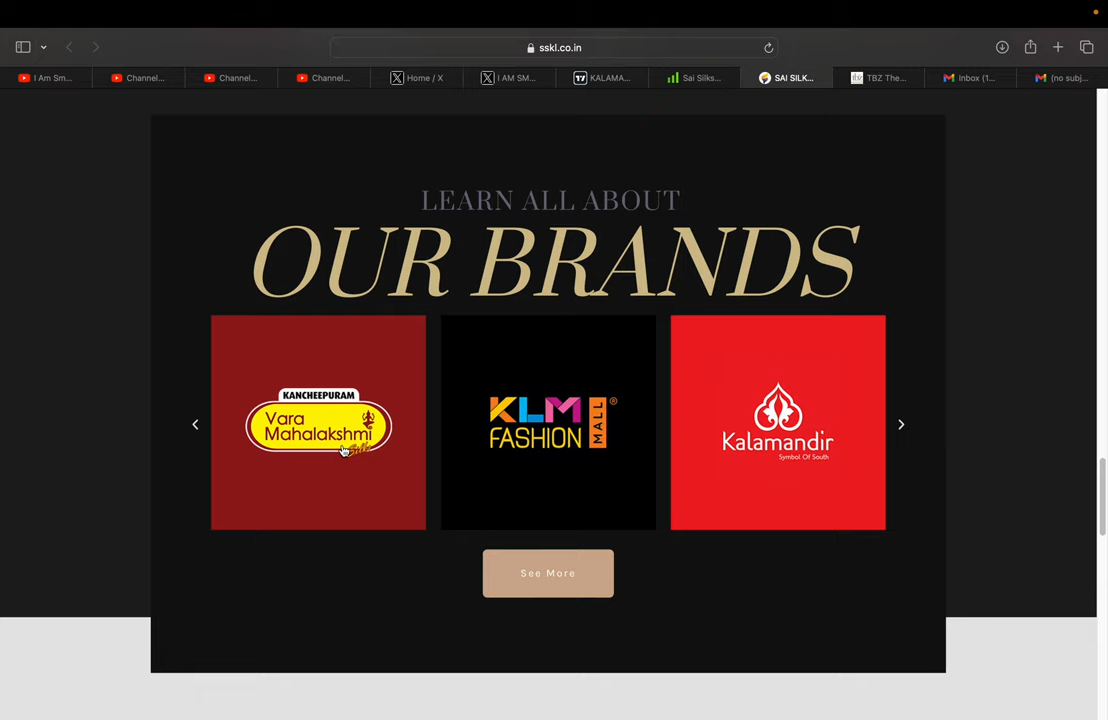 sskl.co.in
I Am Sm...
Channel...
Channel...
Channel...
Home / X
I AM SM...
KALAMA...
Sai Silks...
SAI SILK...
TBZ The...
Inbox (1...
(no subj...
LEARN ALL ABOUT
OUR BRANDS
KANCHEEPURAM
Vara
Mahalakshmi
Silks
KLM
FASHION
MALL
®
Kalamandir
Symbol Of South
See More